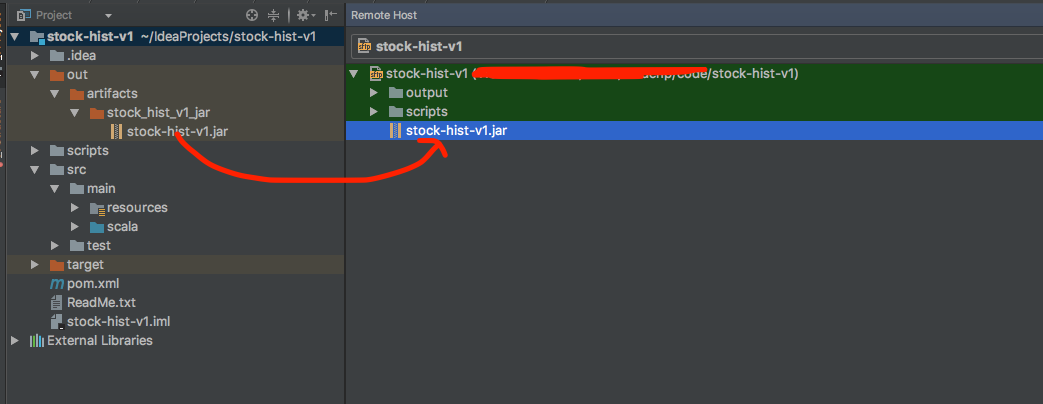 Project
stock-hist-v1 ~/IdeaProjects/stock-hist-v1
.idea
out
artifacts
stock_hist_v1_jar
stock-hist-v1.jar
scripts
src
main
resources
scala
test
target
pom.xml
ReadMe.txt
stock-hist-v1.iml
External Libraries
Remote Host
stock-hist-v1
stock-hist-v1 ( /code/stock-hist-v1)
output
scripts
stock-hist-v1.jar